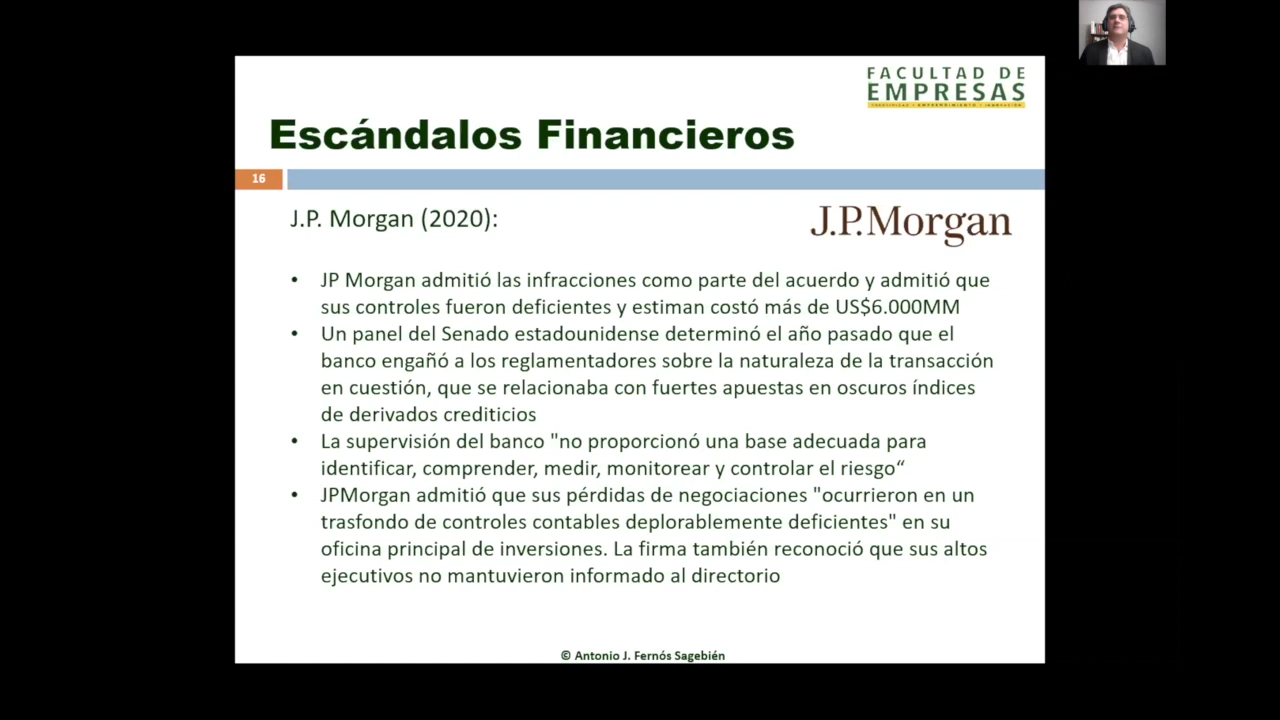 FACULTAD DE
EMPRESAS
Escándalos Financieros
16
J.P. Morgan (2020):
J.P.Morgan
• JP Morgan admitió las infracciones como parte del acuerdo y admitió que
sus controles fueron deficientes y estiman costó más de US$6.000MM
• Un panel del Senado estadounidense determinó el año pasado que el
banco engañó a los reglamentadores sobre la naturaleza de la transacción
en cuestión, que se relacionaba con fuertes apuestas en oscuros índices
de derivados crediticios
• La supervisión del banco "no proporcionó una base adecuada para
identificar, comprender, medir, monitorear y controlar el riesgo“
• JPMorgan admitió que sus pérdidas de negociaciones "ocurrieron en un
trasfondo de controles contables deplorablemente deficientes" en su
oficina principal de inversiones. La firma también reconoció que sus altos
ejecutivos no mantuvieron informado al directorio
© Antonio J. Fernós Sagebién